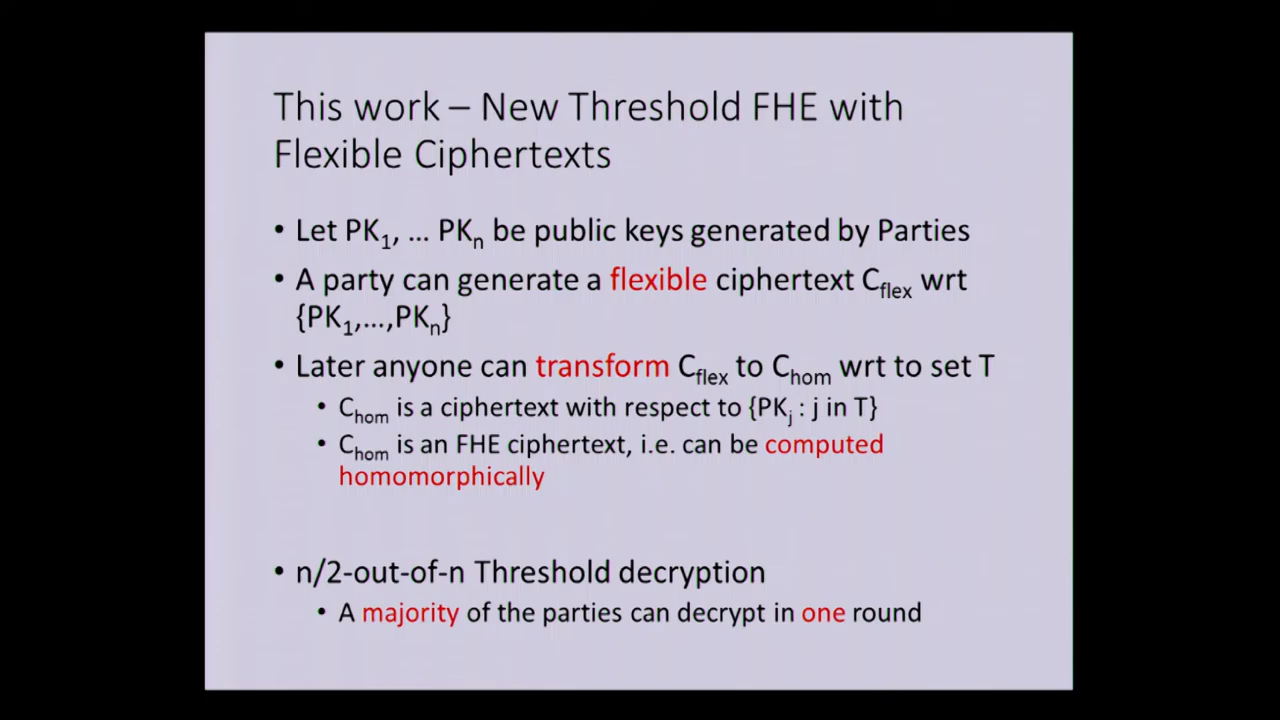 This work – New Threshold FHE with
Flexible Ciphertexts
• Let PK1, … PKn be public keys generated by Parties
• A party can generate a flexible ciphertext Cflex wrt
{PK1,…,PKn}
• Later anyone can transform Cflex to Chom wrt to set T
• Chom is a ciphertext with respect to {PKj : j in T}
• Chom is an FHE ciphertext, i.e. can be computed
homomorphically
• n/2-out-of-n Threshold decryption
• A majority of the parties can decrypt in one round